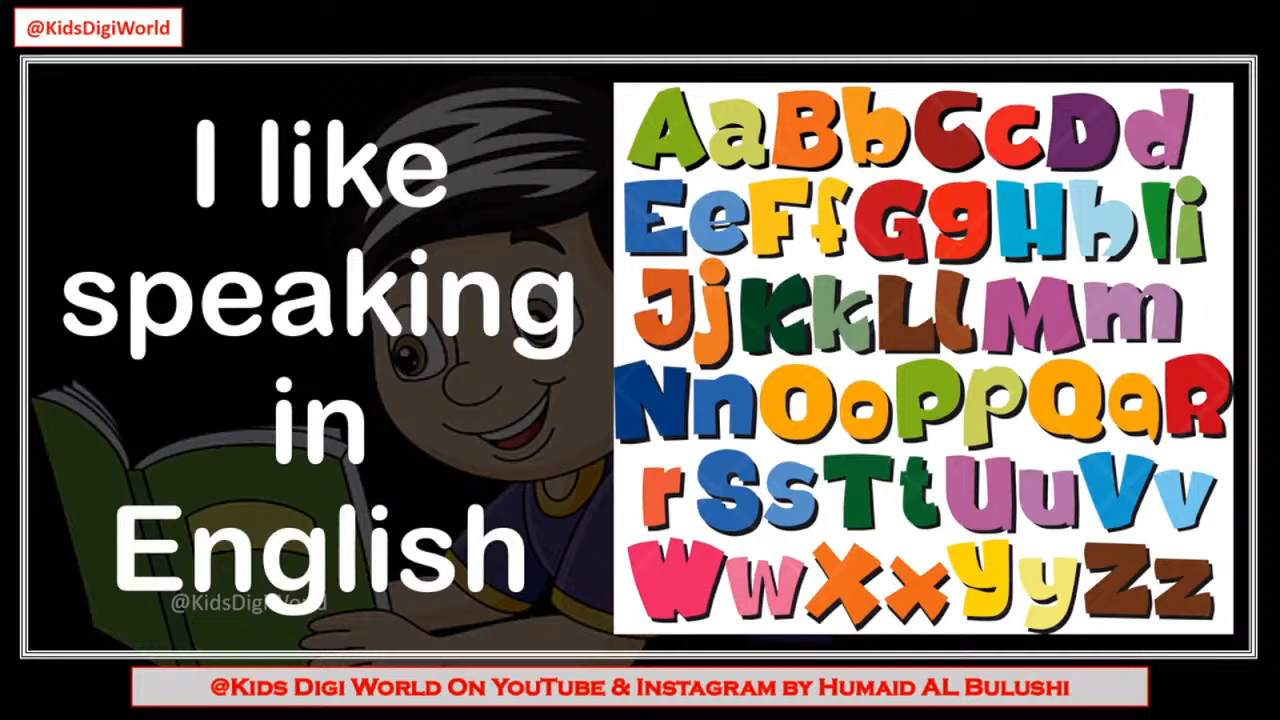 @KidsDigiWorld
I like
speaking
in
English
@KidsDigiWorld
AaBbCcDd
EeFfGgHhIi
JjKkLlMm
NnOoPpQqR
rSsTtUuVv
WwXxYyZz
@Kids Digi World On YouTube & Instagram by Humaid AL Bulushi